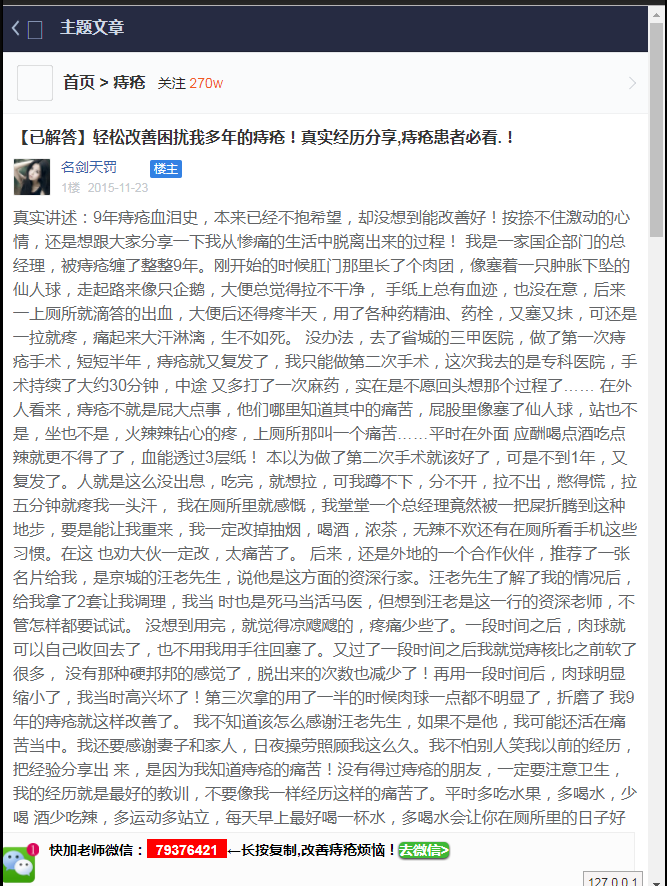 主题文章
首页 > 痔疮 关注 270w
【已解答】轻松改善困扰我多年的痔疮！真实经历分享,痔疮患者必看.！
名剑天罚 楼主
1楼 2015-11-23
真实讲述：9年痔疮血泪史，本来已经不抱希望，却没想到能改善好！按捺不住激动的心
情，还是想跟大家分享一下我从惨痛的生活中脱离出来的过程！ 我是一家国企部门的总
经理，被痔疮缠了整整9年。刚开始的时候肛门那里长了个肉团，像塞着一只肿胀下坠的
仙人球，走起路来像只企鹅，大便总觉得拉不干净， 手纸上总有血迹，也没在意，后来
一上厕所就滴答的出血，大便后还得疼半天，用了各种药精油、药栓，又塞又抹，可还是
一拉就疼，痛起来大汗淋漓，生不如死。 没办法，去了省城的三甲医院，做了第一次痔
疮手术，短短半年，痔疮就又复发了，我只能做第二次手术，这次我去的是专科医院，手
术持续了大约30分钟，中途 又多打了一次麻药，实在是不愿回头想那个过程了…… 在外
人看来，痔疮不就是屁大点事，他们哪里知道其中的痛苦，屁股里像塞了仙人球，站也不
是，坐也不是，火辣辣钻心的疼，上厕所那叫一个痛苦……平时在外面 应酬喝点酒吃点
辣就更不得了了，血能透过3层纸！ 本以为做了第二次手术就该好了，可是不到1年，又
复发了。人就是这么没出息，吃完，就想拉，可我蹲不下，分不开，拉不出，憋得慌，拉
五分钟就疼我一头汗， 我在厕所里就感慨，我堂堂一个总经理竟然被一把屎折腾到这种
地步，要是能让我重来，我一定改掉抽烟，喝酒，浓茶，无辣不欢还有在厕所看手机这些
习惯。在这 也劝大伙一定改，太痛苦了。 后来，还是外地的一个合作伙伴，推荐了一张
名片给我，是京城的汪老先生，说他是这方面的资深行家。汪老先生了解了我的情况后，
给我拿了2套让我调理，我当 时也是死马当活马医，但想到汪老是这一行的资深老师，不
管怎样都要试试。 没想到用完，就觉得凉飕飕的，疼痛少些了。一段时间之后，肉球就
可以自己收回去了，也不用我用手往回塞了。又过了一段时间之后我就觉痔核比之前软了
很多， 没有那种硬邦邦的感觉了，脱出来的次数也减少了！再用一段时间后，肉球明显
缩小了，我当时高兴坏了！第三次拿的用了一半的时候肉球一点都不明显了，折磨了 我9
年的痔疮就这样改善了。 我不知道该怎么感谢汪老先生，如果不是他，我可能还活在痛
苦当中。我还要感谢妻子和家人，日夜操劳照顾我这么久。我不怕别人笑我以前的经历，
把经验分享出 来，是因为我知道痔疮的痛苦！没有得过痔疮的朋友，一定要注意卫生，
我的经历就是最好的教训，不要像我一样经历这样的痛苦了。平时多吃水果，多喝水，少
喝 酒少吃辣，多运动多站立，每天早上最好喝一杯水，多喝水会让你在厕所里的日子好
1 快加老师微信： 79376421 ←长按复制,改善痔疮烦恼！去微信>
127.0.0.1